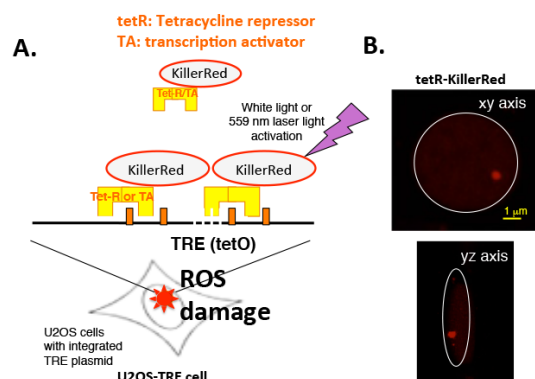 tetR: Tetracycline repressor
TA: transcription activator
A.
KillerRed
Tet-R/TA
White light or
559 nm laser light
activation
KillerRed
KillerRed
Tet-R or TA
TRE (tetO)
ROS
damage
U2OS cells
with integrated
TRE plasmid
U2OS-TRE cell
B.
tetR-KillerRed
xy axis
1 μm
yz axis